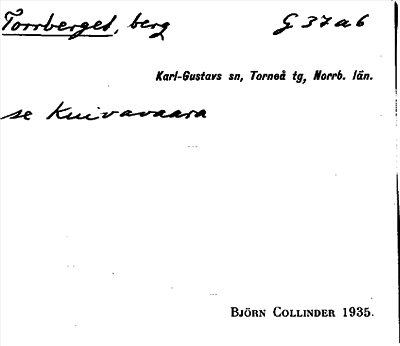 Torrberget, berg G 37 a 6
Karl-Gustavs sn, Torneå tg, Norrb. län.
se Kuivavaara
BJÖRN COLLINDER 1935.